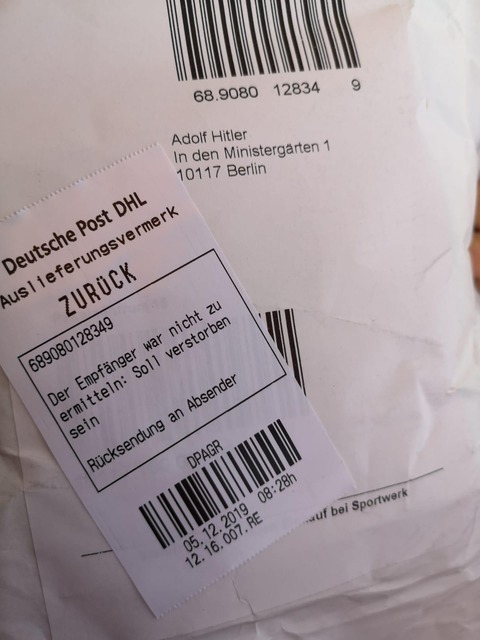 68.9080 12834 9
Adolf Hitler
In den Ministergärten 1
10117 Berlin
Deutsche Post DHL
Auslieferungsvermerk
ZURÜCK
689080128349
Der Empfänger war nicht zu
ermitteln: Soll verstorben
sein
Rücksendung an Absender
DPAGR
05.12.2019 08:28h
12.16.007.RE
bei Sportwerk